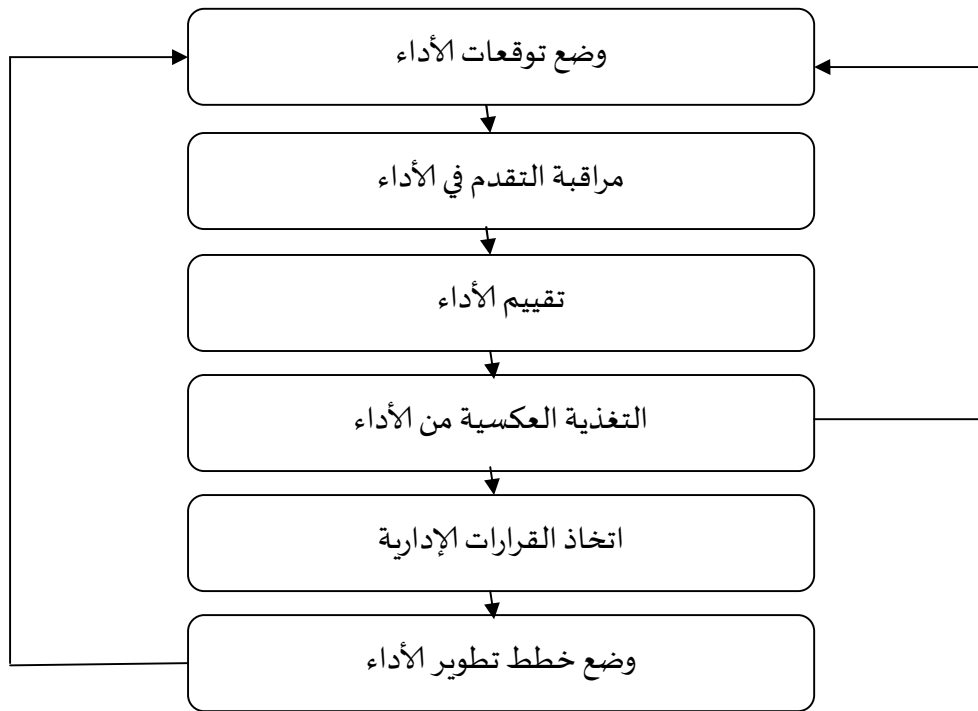 وضع توقعات الأداء
مراقبة التقدم في الأداء
تقييم الأداء
التغذية العكسية من الأداء
اتخاذ القرارات الإدارية
وضع خطط تطوير الأداء